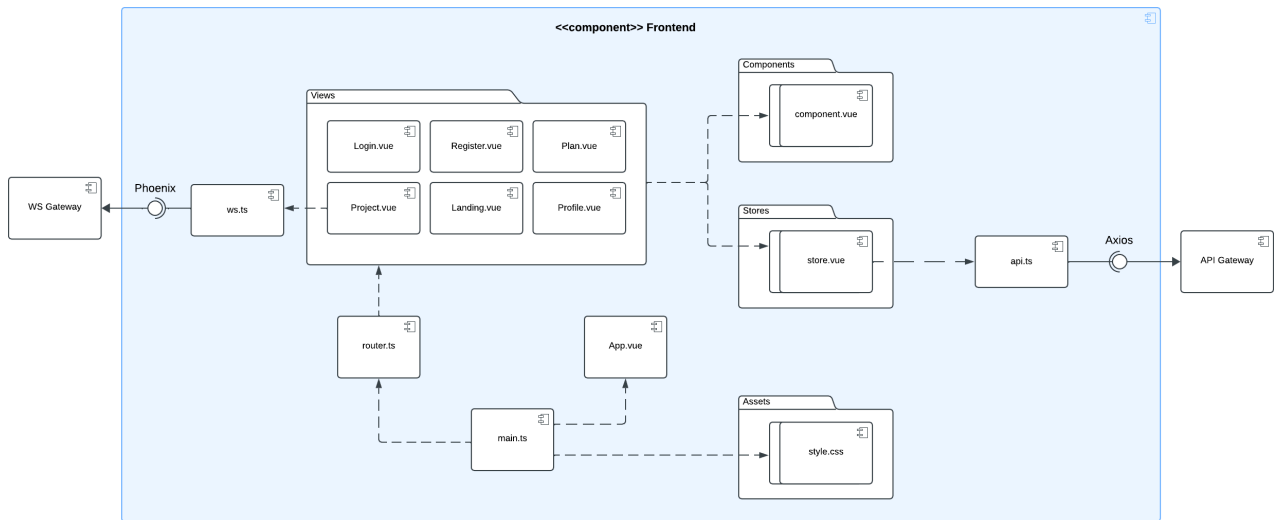 <<component>> Frontend
Components
component.vue
Views
Login.vue
Register.vue
Plan.vue
Project.vue
Landing.vue
Profile.vue
WS Gateway
Phoenix
ws.ts
Stores
store.vue
api.ts
Axios
API Gateway
router.ts
App.vue
main.ts
Assets
style.css